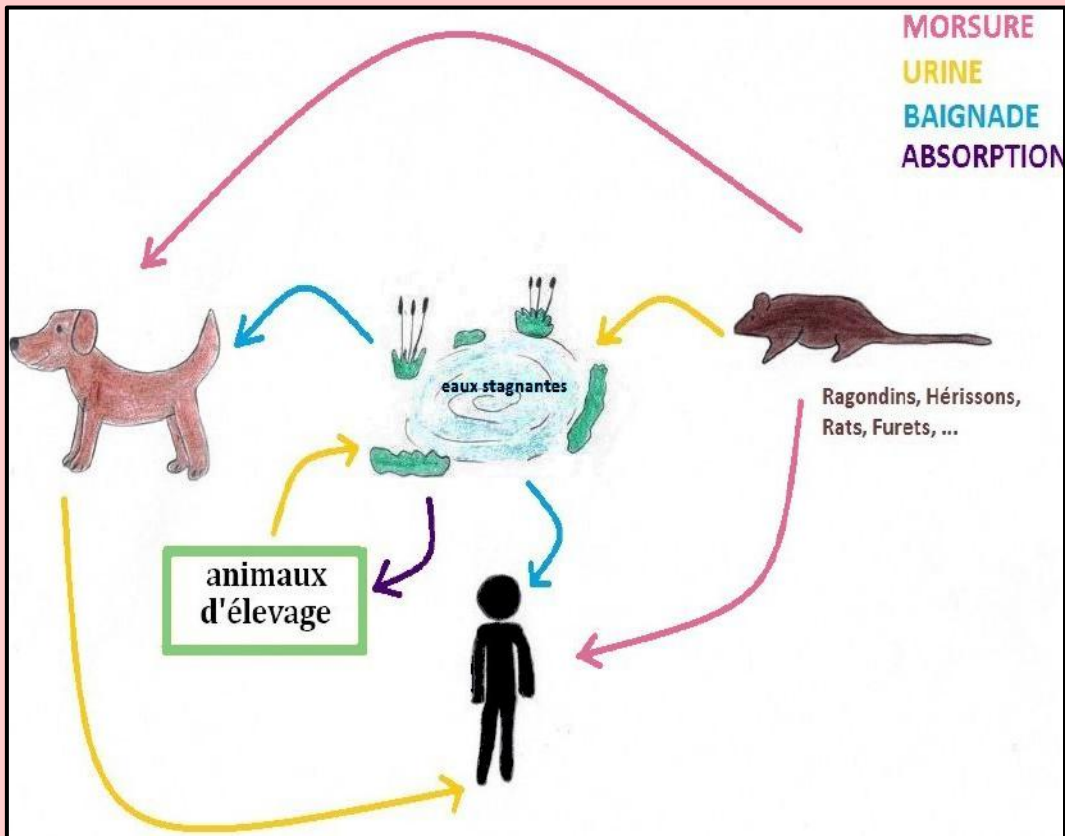 MORSURE
URINE
BAIGNADE
ABSORPTION
eaux stagnantes
Ragondins, Hérissons,
Rats, Furets, ...
animaux
d'élevage